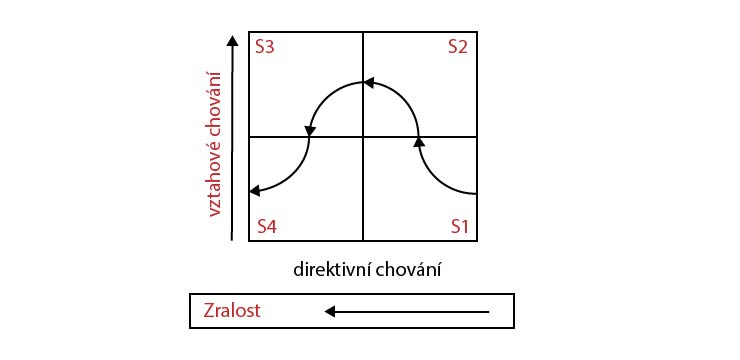 S3
S2
vztahové chování
S4
S1
direktivní chování
Zralost